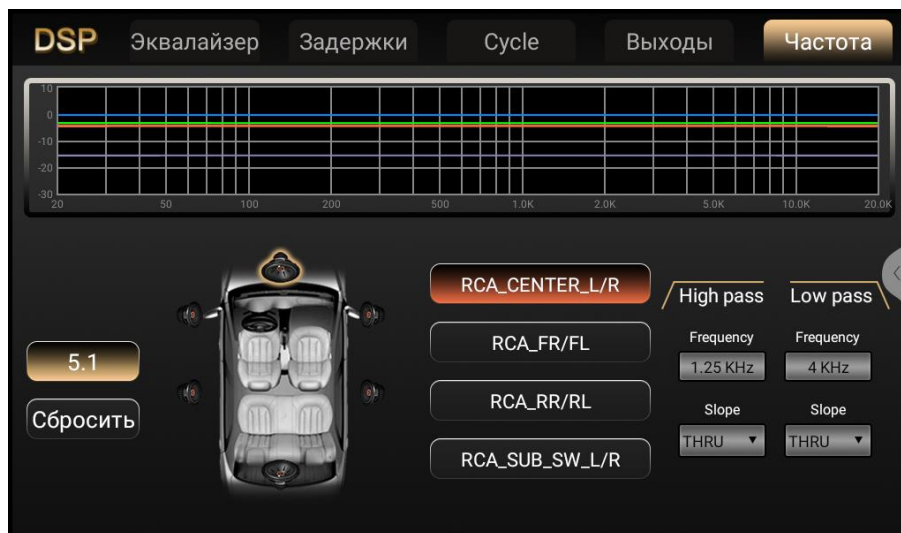 DSP Эквалайзер Задержки Cycle Выходы Частота
10
0
-10
-20
-30
20 50 100 200 500 1.0K 2.0K 5.0K 10.0K 20.0K
RCA_CENTER_L/R
High pass Low pass
RCA_FR/FL
Frequency Frequency
5.1
1.25 KHz 4 KHz
RCA_RR/RL
Slope Slope
Сбросить
THRU THRU
RCA_SUB_SW_L/R